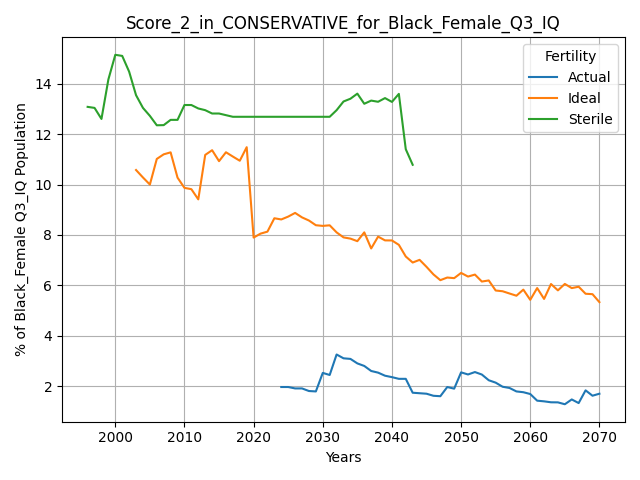 Score_2_in_CONSERVATIVE_for_Black_Female_Q3_IQ
Fertility
Actual
Ideal
Sterile
% of Black_Female Q3_IQ Population
14
12
10
8
6
4
2
2000 2010 2020 2030 2040 2050 2060 2070
Years